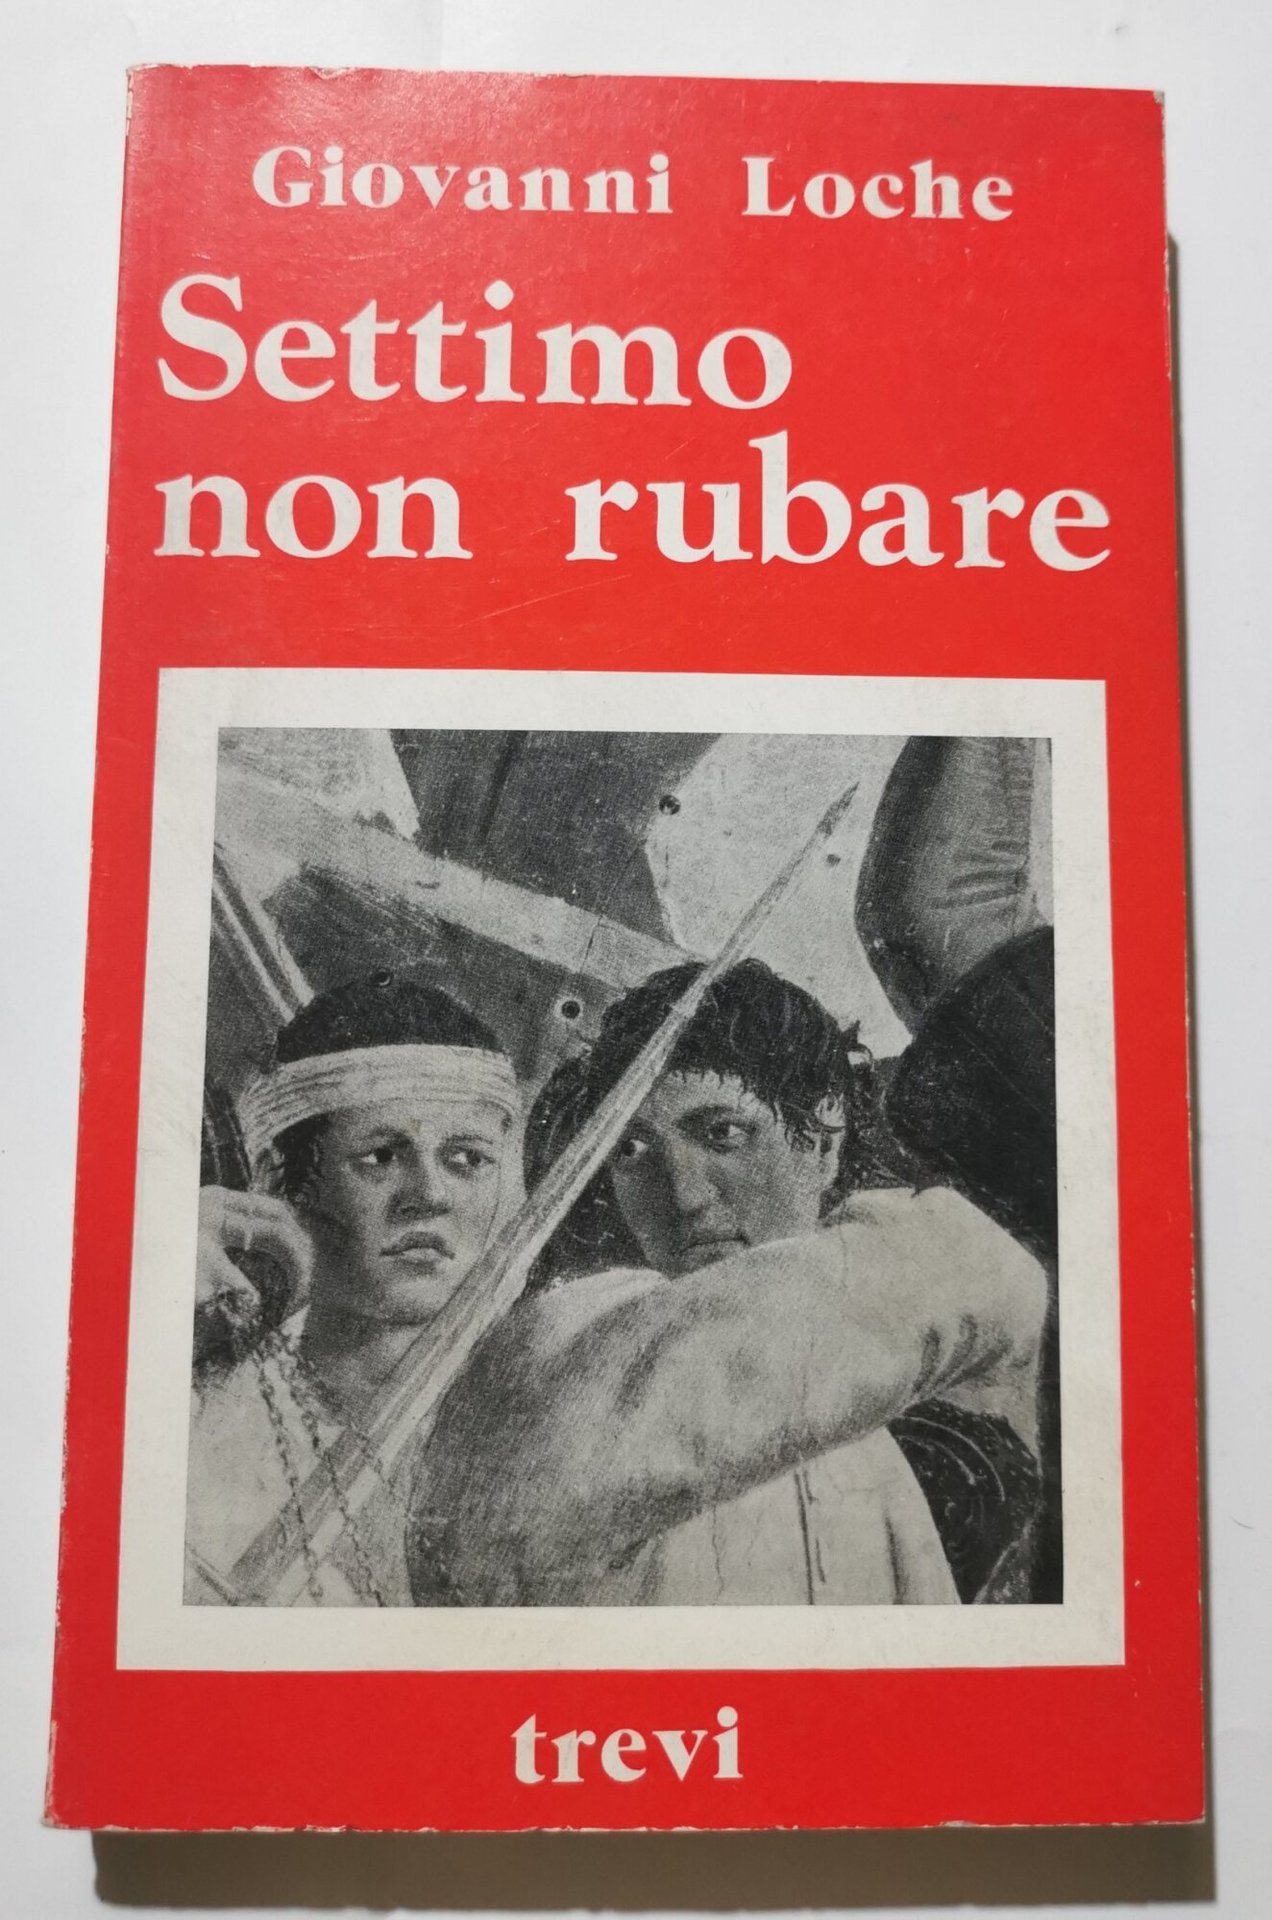 Giovanni Loche
Settimo
non rubare
trevi